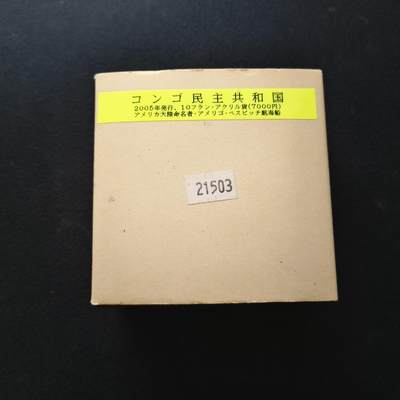 コンゴ民主共和国
2005年発行、10フラン・アクリル貨(7000円)
アメリカ大陸命名者・アメリゴ・ベスピッチ航海船
21503